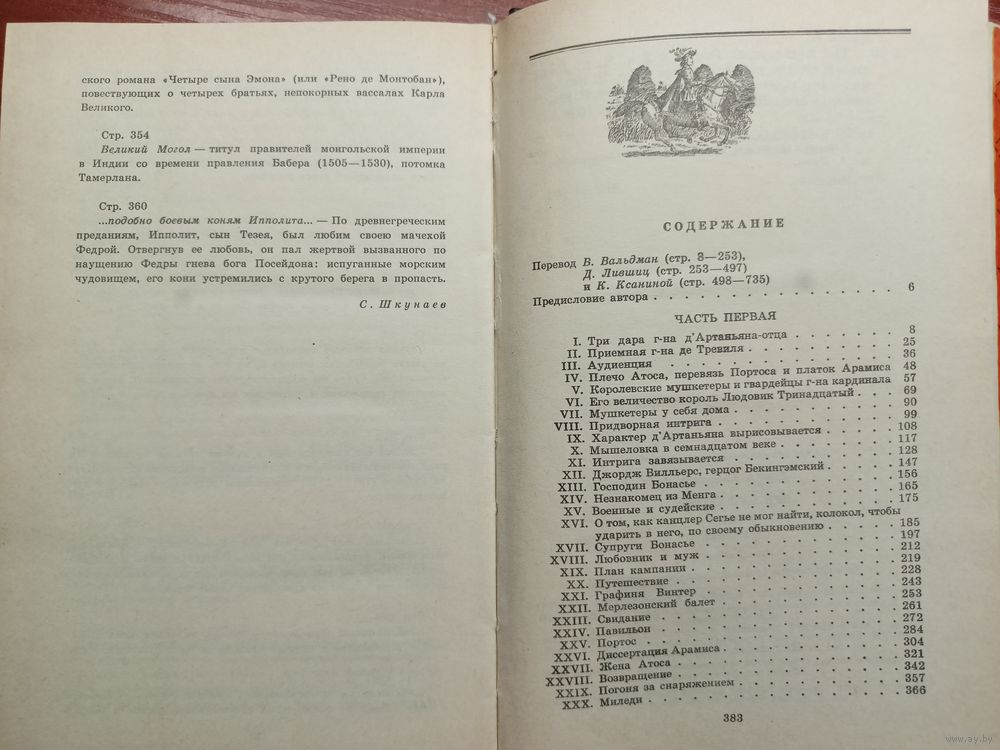 ского романа «Четыре сына Эмона» (или «Рено де Монтобан»),
повествующих о четырех братьях, непокорных вассалах Карла
Великого.
Стр. 354
Великий Могол — титул правителей монгольской империи
в Индии со времени правления Бабера (1505—1530), потомка
Тамерлана.
Стр. 360
...подобно боевым коням Ипполита... — По древнегреческим
преданиям, Ипполит, сын Тезея, был любим своею мачехой
Федрой. Отвергнув ее любовь, он пал жертвой вызванного по
наущению Федры гнева бога Посейдона: испуганные морским
чудовищем, его кони устремились с крутого берега в пропасть.
С. Шкунаев
СОДЕРЖАНИЕ
Перевод В. Вальдман (стр. 3—253),
Д. Лившиц (стр. 253—497)
и К. Ксаниной (стр. 498—735)
Предисловие автора . . . . . . . . . . . . . . . 6
ЧАСТЬ ПЕРВАЯ
I. Три дара г-на д'Артаньяна-отца . . . . . . 8
II. Приемная г-на де Тревиля . . . . . . . . 25
III. Аудиенция . . . . . . . . . . . . . 36
IV. Плечо Атоса, перевязь Портоса и платок Арамиса 48
V. Королевские мушкетеры и гвардейцы г-на кардинала 57
VI. Его величество король Людовик Тринадцатый . . . 69
VII. Мушкетеры у себя дома . . . . . . . . . 90
VIII. Придворная интрига . . . . . . . . . . 99
IX. Характер д'Артаньяна вырисовывается . . . . . 108
X. Мышеловка в семнадцатом веке . . . . . . . 117
XI. Интрига завязывается . . . . . . . . . . 128
XII. Джордж Вилльерс, герцог Бекингэмский . . . . 147
XIII. Господин Бонасье . . . . . . . . . . . 156
XIV. Незнакомец из Менга . . . . . . . . . . 165
XV. Военные и судейские . . . . . . . . . . 175
XVI. О том, как канцлер Сегье не мог найти, колокол, чтобы
ударить в него, по своему обыкновению . . . . . 185
XVII. Супруги Бонасье . . . . . . . . . . . 197
XVIII. Любовник и муж . . . . . . . . . . . 212
XIX. План кампании . . . . . . . . . . . 219
XX. Путешествие . . . . . . . . . . . . 228
XXI. Графиня Винтер . . . . . . . . . . . 243
XXII. Мерлезонский балет . . . . . . . . . . 253
XXIII. Свидание . . . . . . . . . . . . . 261
XXIV. Павильон . . . . . . . . . . . . . 272
XXV. Портос . . . . . . . . . . . . . . 284
XXVI. Диссертация Арамиса . . . . . . . . . . 304
XXVII. Жена Атоса . . . . . . . . . . . . 321
XXVIII. Возвращение . . . . . . . . . . . . 342
XXIX. Погоня за снаряжением . . . . . . . . . 357
XXX. Миледи . . . . . . . . . . . . . . 366
383
www.ay.by